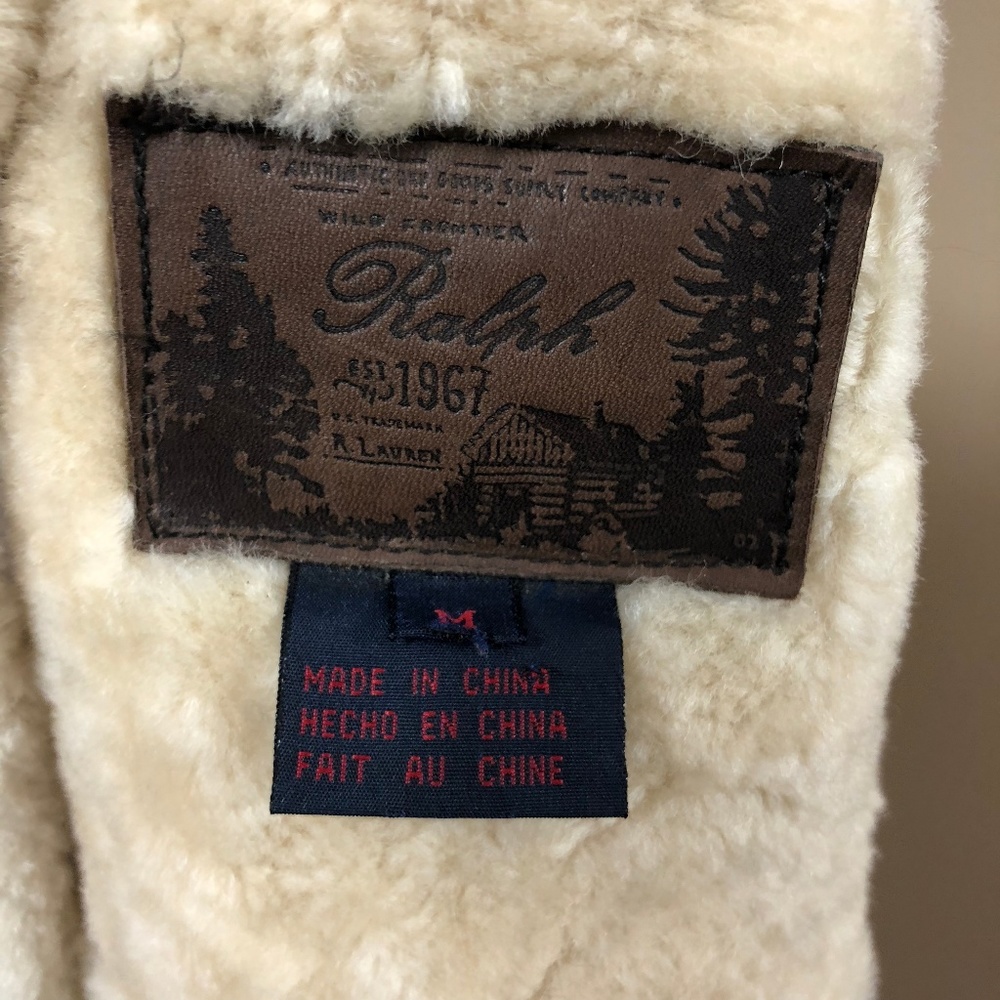 AUTHENTIC DRY GOODS SUPPLY COMPANY
WILD FRONTIER
Ralph
EST. 1967
U.S. TRADEMARK
R. LAUREN
M
MADE IN CHINA
HECHO EN CHINA
FAIT AU CHINE